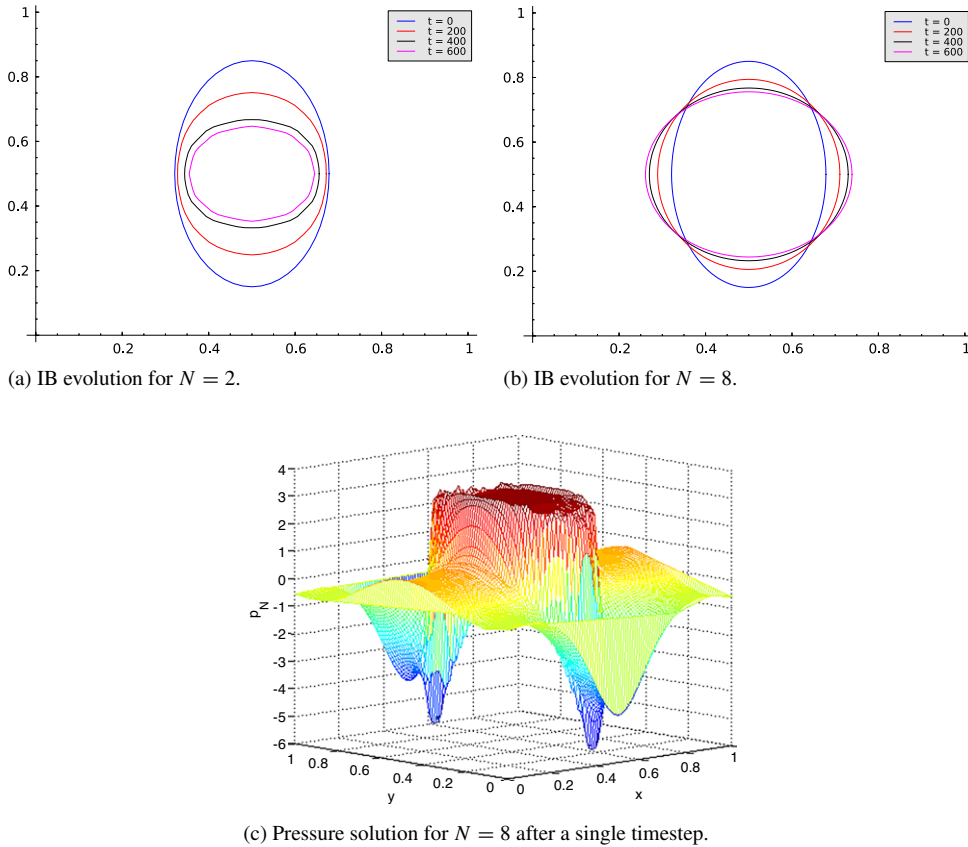 1
0.8
0.6
0.4
0.2
0.2 0.4 0.6 0.8 1
t = 0
t = 200
t = 400
t = 600
(a) IB evolution for N = 2.
1
0.8
0.6
0.4
0.2
0.2 0.4 0.6 0.8 1
t = 0
t = 200
t = 400
t = 600
(b) IB evolution for N = 8.
4
3
2
1
0
-1
-2
-3
-4
-5
-6
p_N
1 0.8 0.6 0.4 0.2 0
y
0 0.2 0.4 0.6 0.8 1
x
(c) Pressure solution for N = 8 after a single timestep.